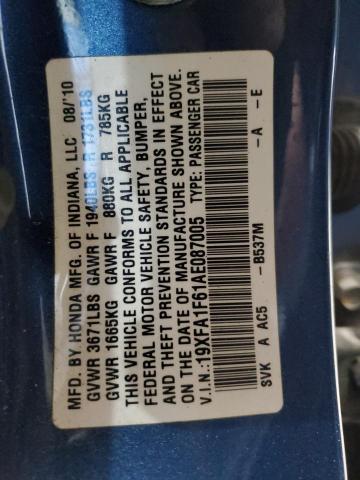 MFD. BY HONDA MFG. OF INDIANA, LLC 08/'10
GVWR 3671LBS GAWR F 1940LBS R 1731LBS
GVWR 1665KG GAWR F 880KG R 785KG
THIS VEHICLE CONFORMS TO ALL APPLICABLE
FEDERAL MOTOR VEHICLE SAFETY, BUMPER,
AND THEFT PREVENTION STANDARDS IN EFFECT
ON THE DATE OF MANUFACTURE SHOWN ABOVE.
V.I.N.:19XFA1F61AE087005 TYPE: PASSENGER CAR
SVK A AC5 -B537M -A -E